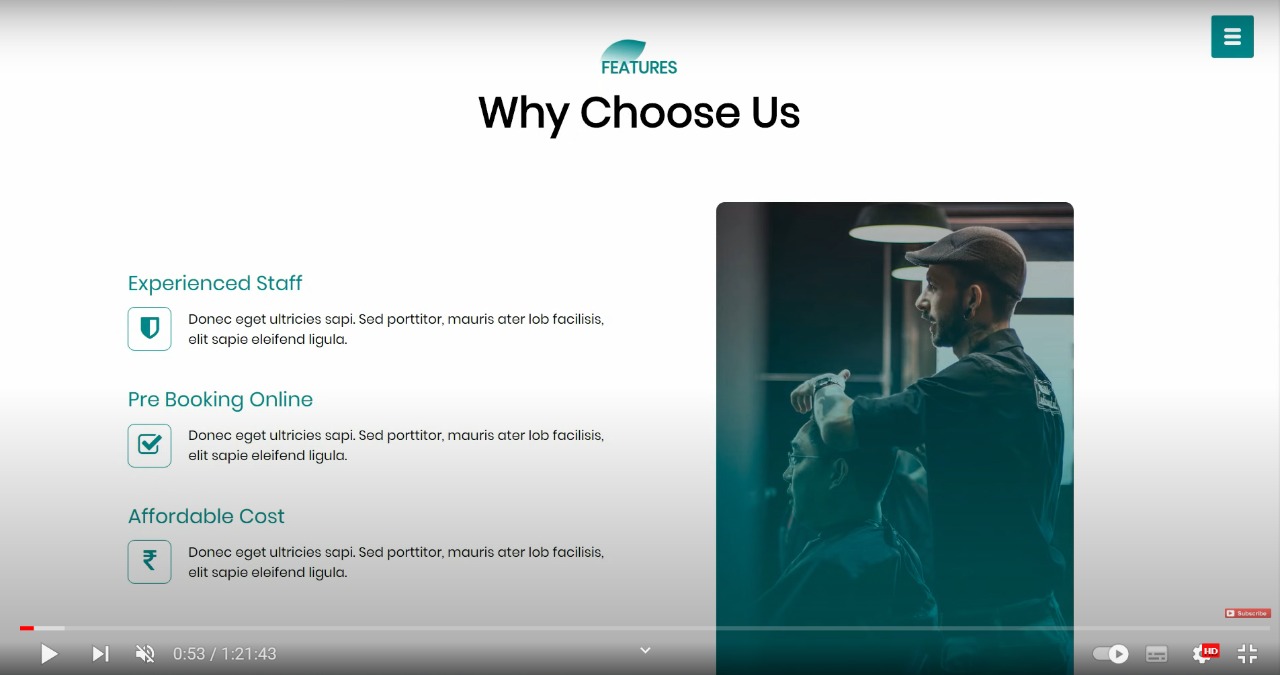 FEATURES
Why Choose Us
Experienced Staff
Donec eget ultricies sapi. Sed porttitor, mauris ater lob facilisis,
elit sapie eleifend ligula.
Pre Booking Online
Donec eget ultricies sapi. Sed porttitor, mauris ater lob facilisis,
elit sapie eleifend ligula.
Affordable Cost
₹
Donec eget ultricies sapi. Sed porttitor, mauris ater lob facilisis,
elit sapie eleifend ligula.
Subscribe
0:53 / 1:21:43
HD